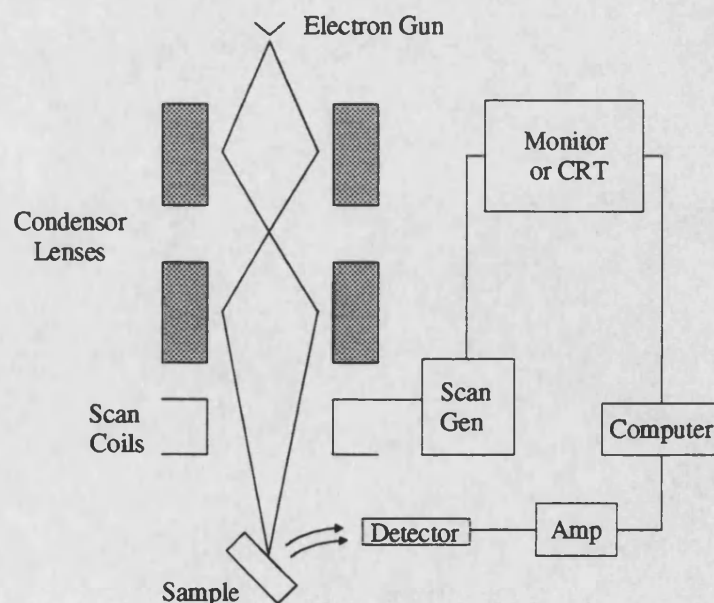 Electron Gun
Monitor
or CRT
Condensor
Lenses
Scan
Gen
Scan
Coils
Computer
Detector
Amp
Sample